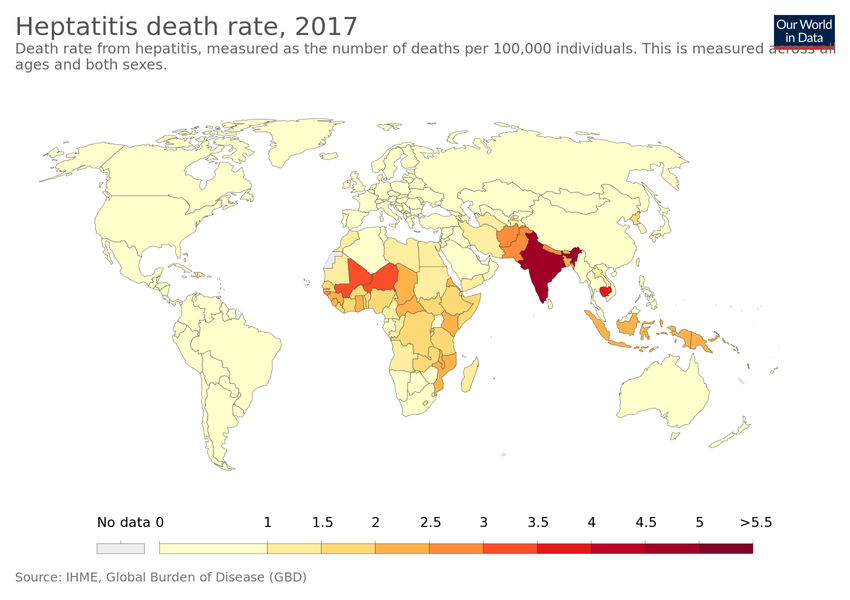 Heptatitis death rate, 2017
Our World
in Data
Death rate from hepatitis, measured as the number of deaths per 100,000 individuals. This is measured across all
ages and both sexes.
No data 0 1 1.5 2 2.5 3 3.5 4 4.5 5 >5.5
Source: IHME, Global Burden of Disease (GBD)